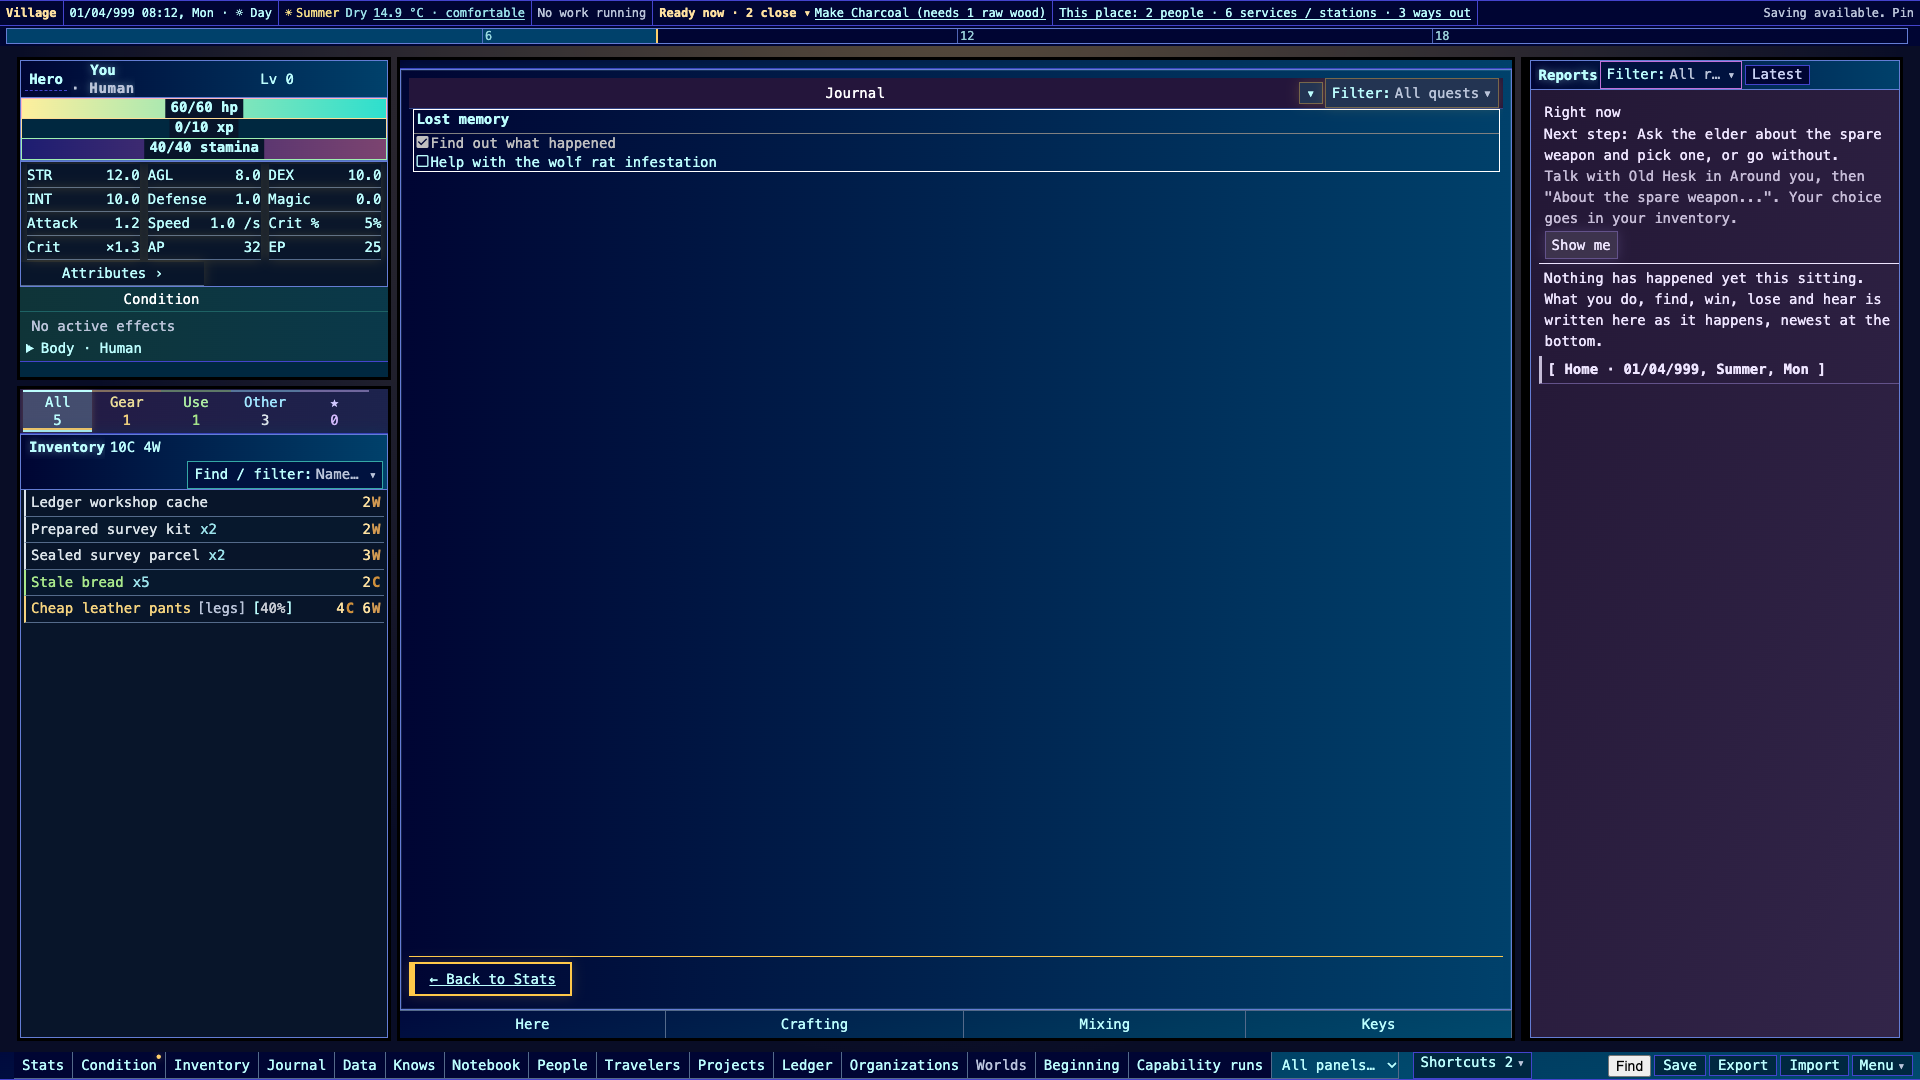 Village 01/04/999 08:12, Mon · ☀ Day ☀ Summer Dry 14.9 °C · comfortable No work running Ready now · 2 close ▾ Make Charcoal (needs 1 raw wood) This place: 2 people · 6 services / stations · 3 ways out Saving available. Pin
6 12 18
Hero · You Human Lv 0
60/60 hp
0/10 xp
40/40 stamina
STR 12.0 AGL 8.0 DEX 10.0
INT 10.0 Defense 1.0 Magic 0.0
Attack 1.2 Speed 1.0 /s Crit % 5%
Crit ×1.3 AP 32 EP 25
Attributes ›
Condition
No active effects
▶ Body · Human
All Gear Use Other ★
5 1 1 3 0
Inventory 10C 4W
Find / filter: Name… ▾
Ledger workshop cache 2W
Prepared survey kit x2 2W
Sealed survey parcel x2 3W
Stale bread x5 2C
Cheap leather pants [legs] [40%] 4C 6W
Journal ▾ Filter: All quests ▾
Lost memory
Find out what happened
Help with the wolf rat infestation
← Back to Stats
Here Crafting Mixing Keys
Reports Filter: All r… ▾ Latest
Right now
Next step: Ask the elder about the spare
weapon and pick one, or go without.
Talk with Old Hesk in Around you, then
"About the spare weapon...". Your choice
goes in your inventory.
Show me
Nothing has happened yet this sitting.
What you do, find, win, lose and hear is
written here as it happens, newest at the
bottom.
[ Home · 01/04/999, Summer, Mon ]
Stats Condition Inventory Journal Data Knows Notebook People Travelers Projects Ledger Organizations Worlds Beginning Capability runs All panels… Shortcuts 2 ▾ Find Save Export Import Menu ▾